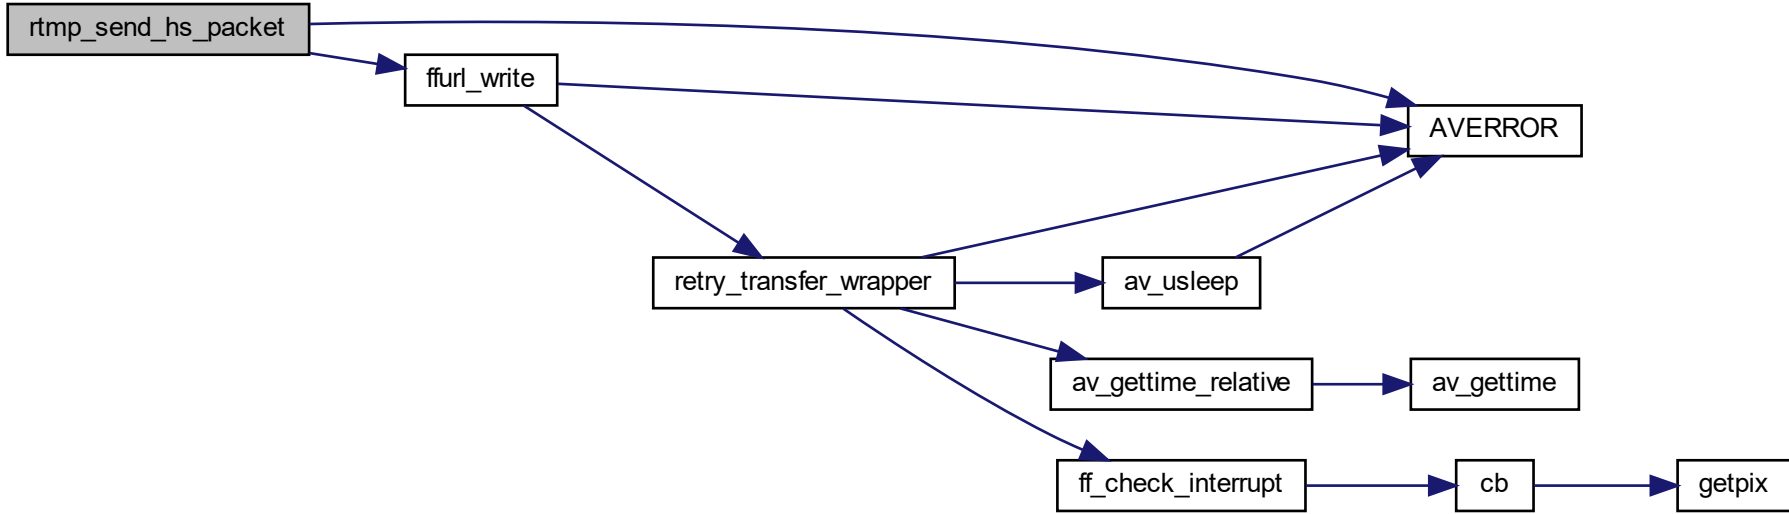 rtmp_send_hs_packet
ffurl_write
AVERROR
retry_transfer_wrapper
av_usleep
av_gettime_relative
av_gettime
ff_check_interrupt
cb
getpix